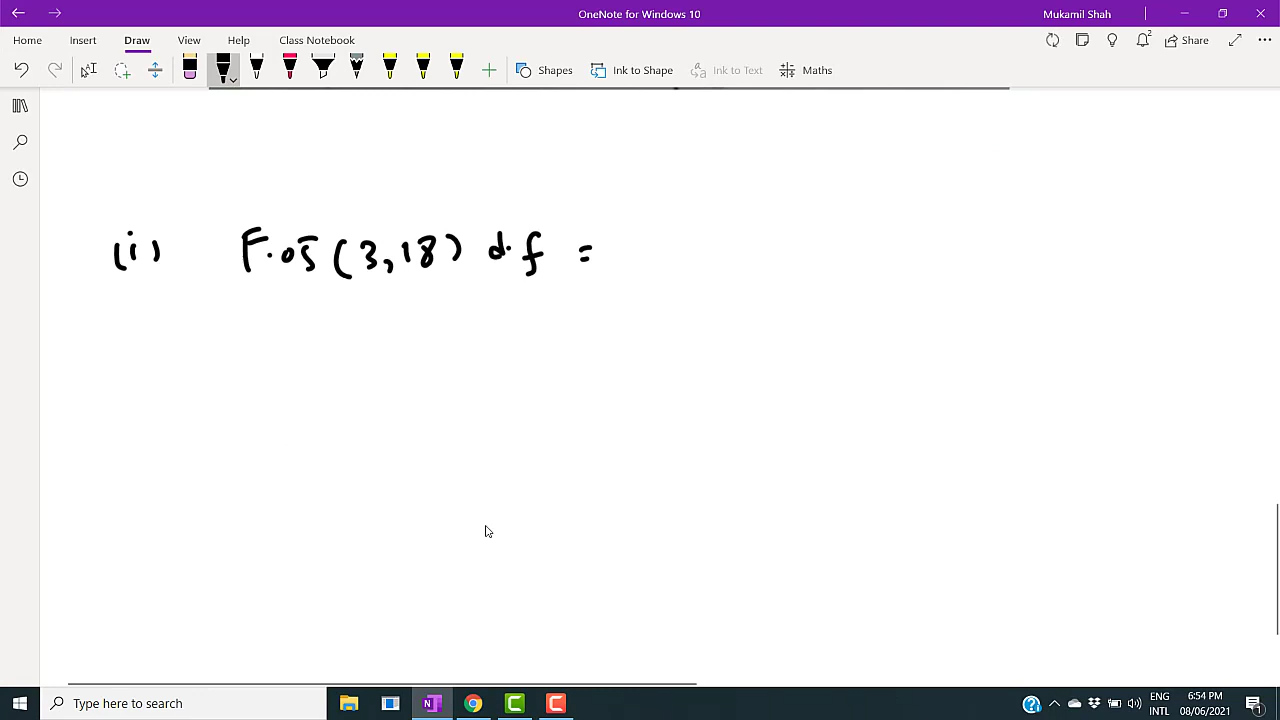 OneNote for Windows 10
Mukamil Shah
Home Insert Draw View Help Class Notebook
Share
Shapes Ink to Shape Ink to Text Maths
(i) F.05 (3,18) d.f =
Type here to search
ENG 6:54 PM
INTL 08/06/2021